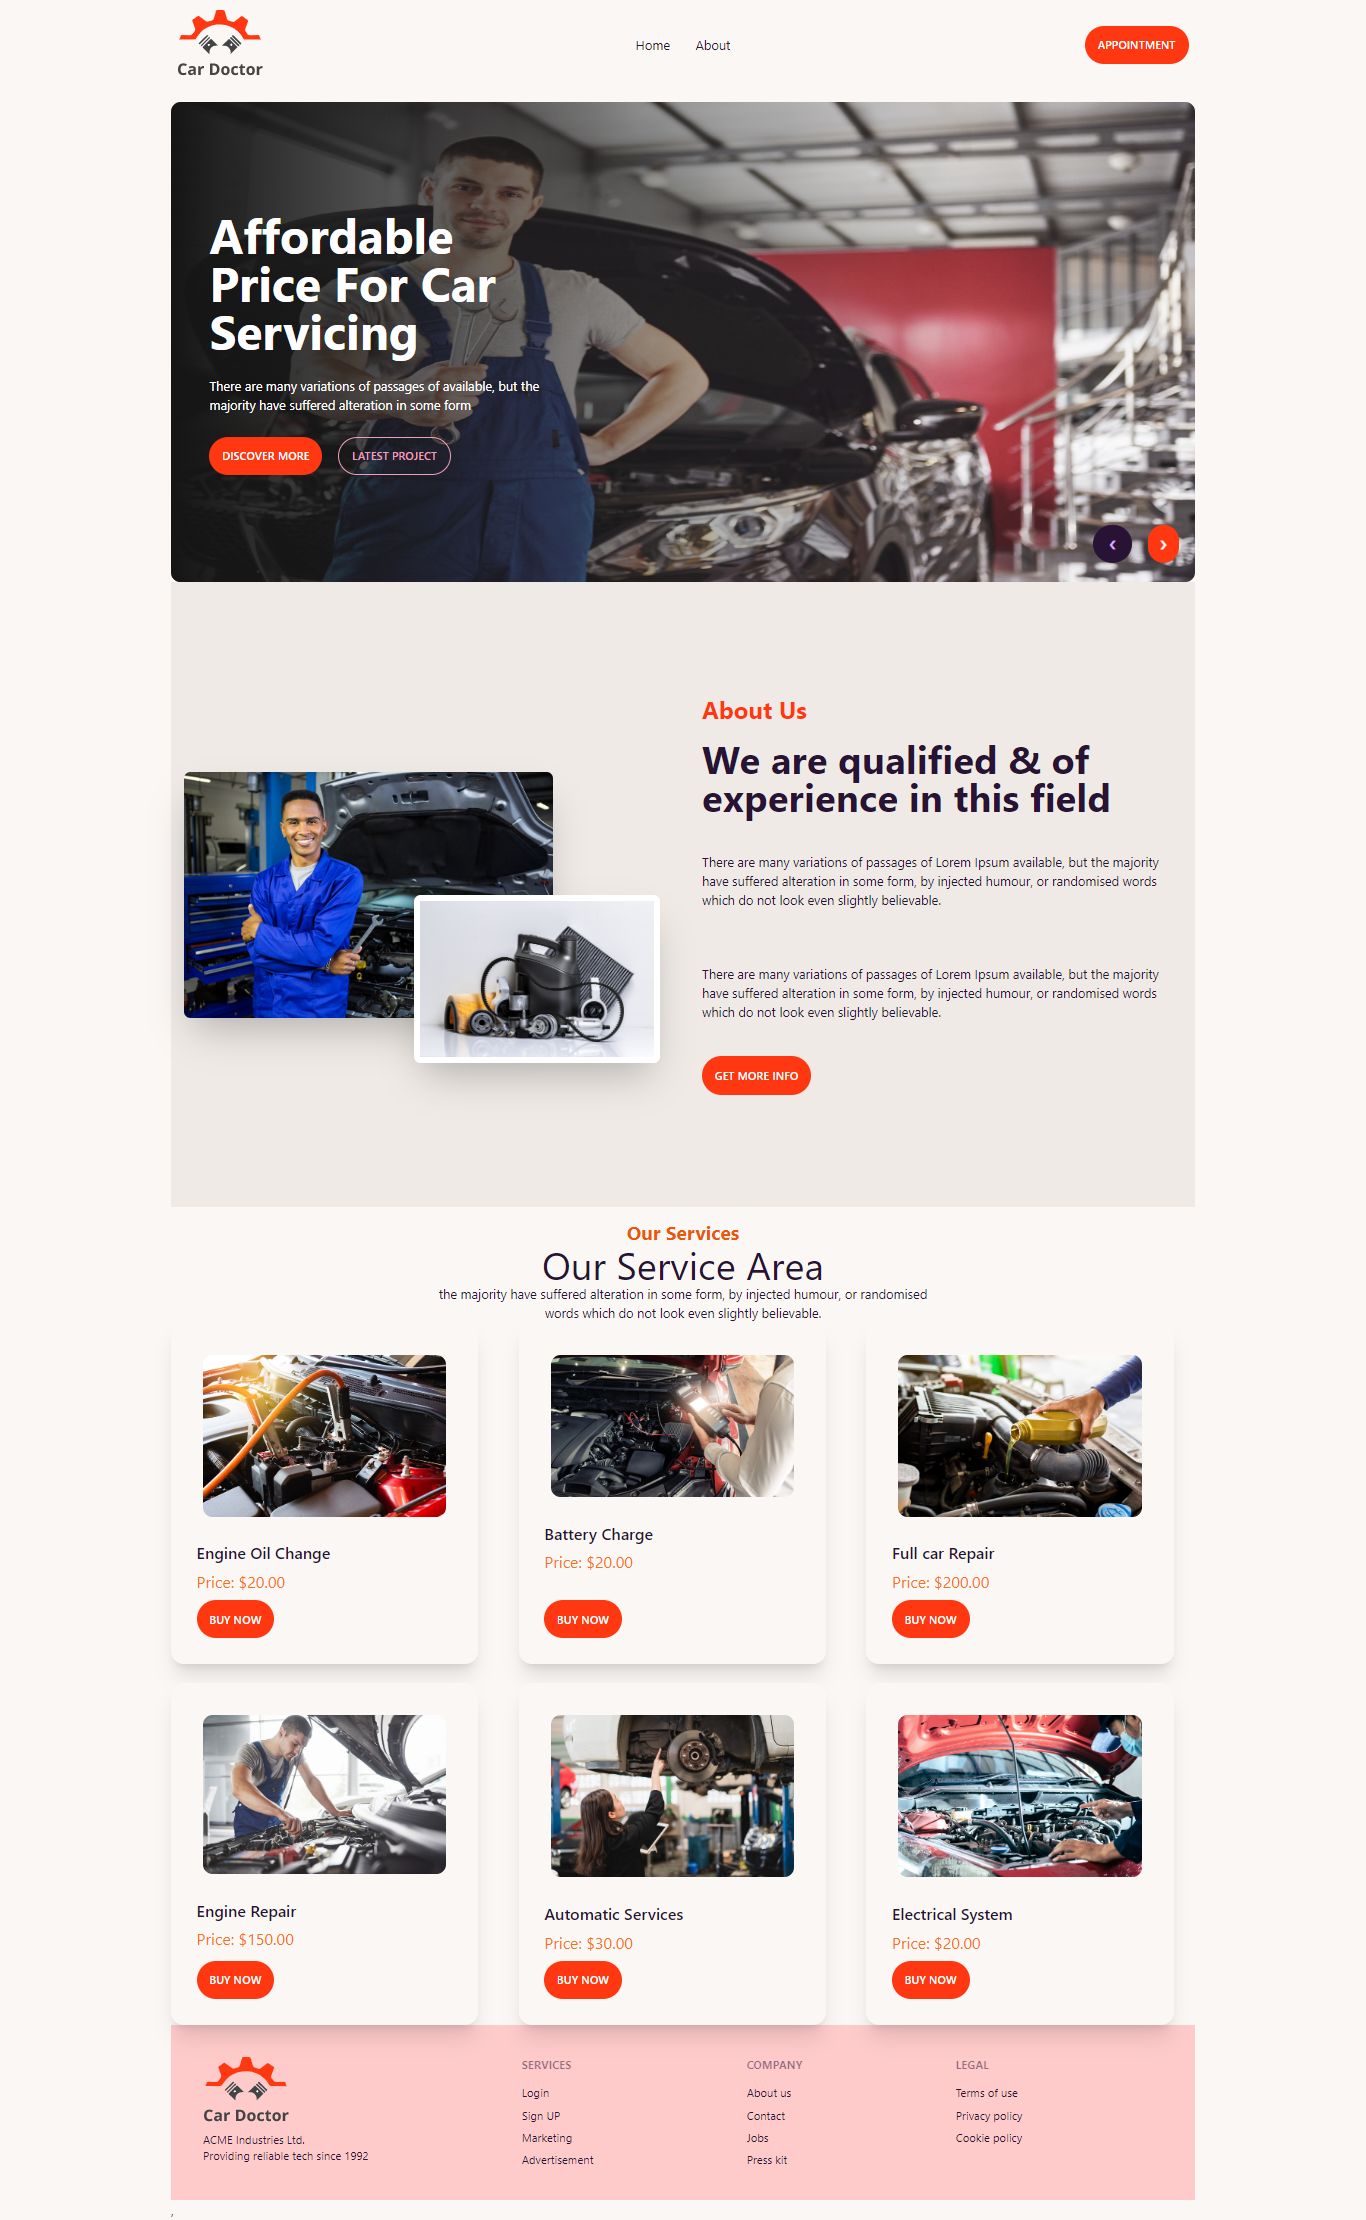 Car Doctor
Home
About
APPOINTMENT
Affordable
Price For Car
Servicing
There are many variations of passages of available, but the
majority have suffered alteration in some form
DISCOVER MORE
LATEST PROJECT
‹
›
About Us
We are qualified & of
experience in this field
There are many variations of passages of Lorem Ipsum available, but the majority
have suffered alteration in some form, by injected humour, or randomised words
which do not look even slightly believable.
There are many variations of passages of Lorem Ipsum available, but the majority
have suffered alteration in some form, by injected humour, or randomised words
which do not look even slightly believable.
GET MORE INFO
Our Services
Our Service Area
the majority have suffered alteration in some form, by injected humour, or randomised
words which do not look even slightly believable.
Engine Oil Change
Price: $20.00
BUY NOW
Battery Charge
Price: $20.00
BUY NOW
Full car Repair
Price: $200.00
BUY NOW
Engine Repair
Price: $150.00
BUY NOW
Automatic Services
Price: $30.00
BUY NOW
Electrical System
Price: $20.00
BUY NOW
Car Doctor
ACME Industries Ltd.
Providing reliable tech since 1992
SERVICES
Login
Sign UP
Marketing
Advertisement
COMPANY
About us
Contact
Jobs
Press kit
LEGAL
Terms of use
Privacy policy
Cookie policy
,